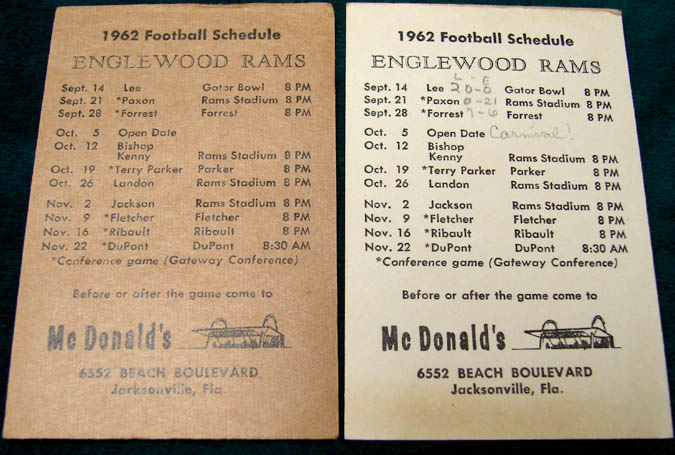 1962 Football Schedule
ENGLEWOOD RAMS
Sept. 14 Lee Gator Bowl 8 PM
Sept. 21 *Paxon Rams Stadium 8 PM
Sept. 28 *Forrest Forrest 8 PM
Oct. 5 Open Date
Oct. 12 Bishop
Kenny Rams Stadium 8 PM
Oct. 19 *Terry Parker Parker 8 PM
Oct. 26 Landon Rams Stadium 8 PM
Nov. 2 Jackson Rams Stadium 8 PM
Nov. 9 *Fletcher Fletcher 8 PM
Nov. 16 *Ribault Ribault 8 PM
Nov. 22 *DuPont DuPont 8:30 AM
*Conference game (Gateway Conference)
Before or after the game come to
McDonald's
6552 BEACH BOULEVARD
Jacksonville, Fla.
1962 Football Schedule
ENGLEWOOD RAMS
L - E
Sept. 14 Lee 20-0 Gator Bowl 8 PM
Sept. 21 *Paxon 0-21 Rams Stadium 8 PM
Sept. 28 *Forrest 7-6 Forrest 8 PM
Oct. 5 Open Date Carnival!
Oct. 12 Bishop
Kenny Rams Stadium 8 PM
Oct. 19 *Terry Parker Parker 8 PM
Oct. 26 Landon Rams Stadium 8 PM
Nov. 2 Jackson Rams Stadium 8 PM
Nov. 9 *Fletcher Fletcher 8 PM
Nov. 16 *Ribault Ribault 8 PM
Nov. 22 *DuPont DuPont 8:30 AM
*Conference game (Gateway Conference)
Before or after the game come to
McDonald's
6552 BEACH BOULEVARD
Jacksonville, Fla.